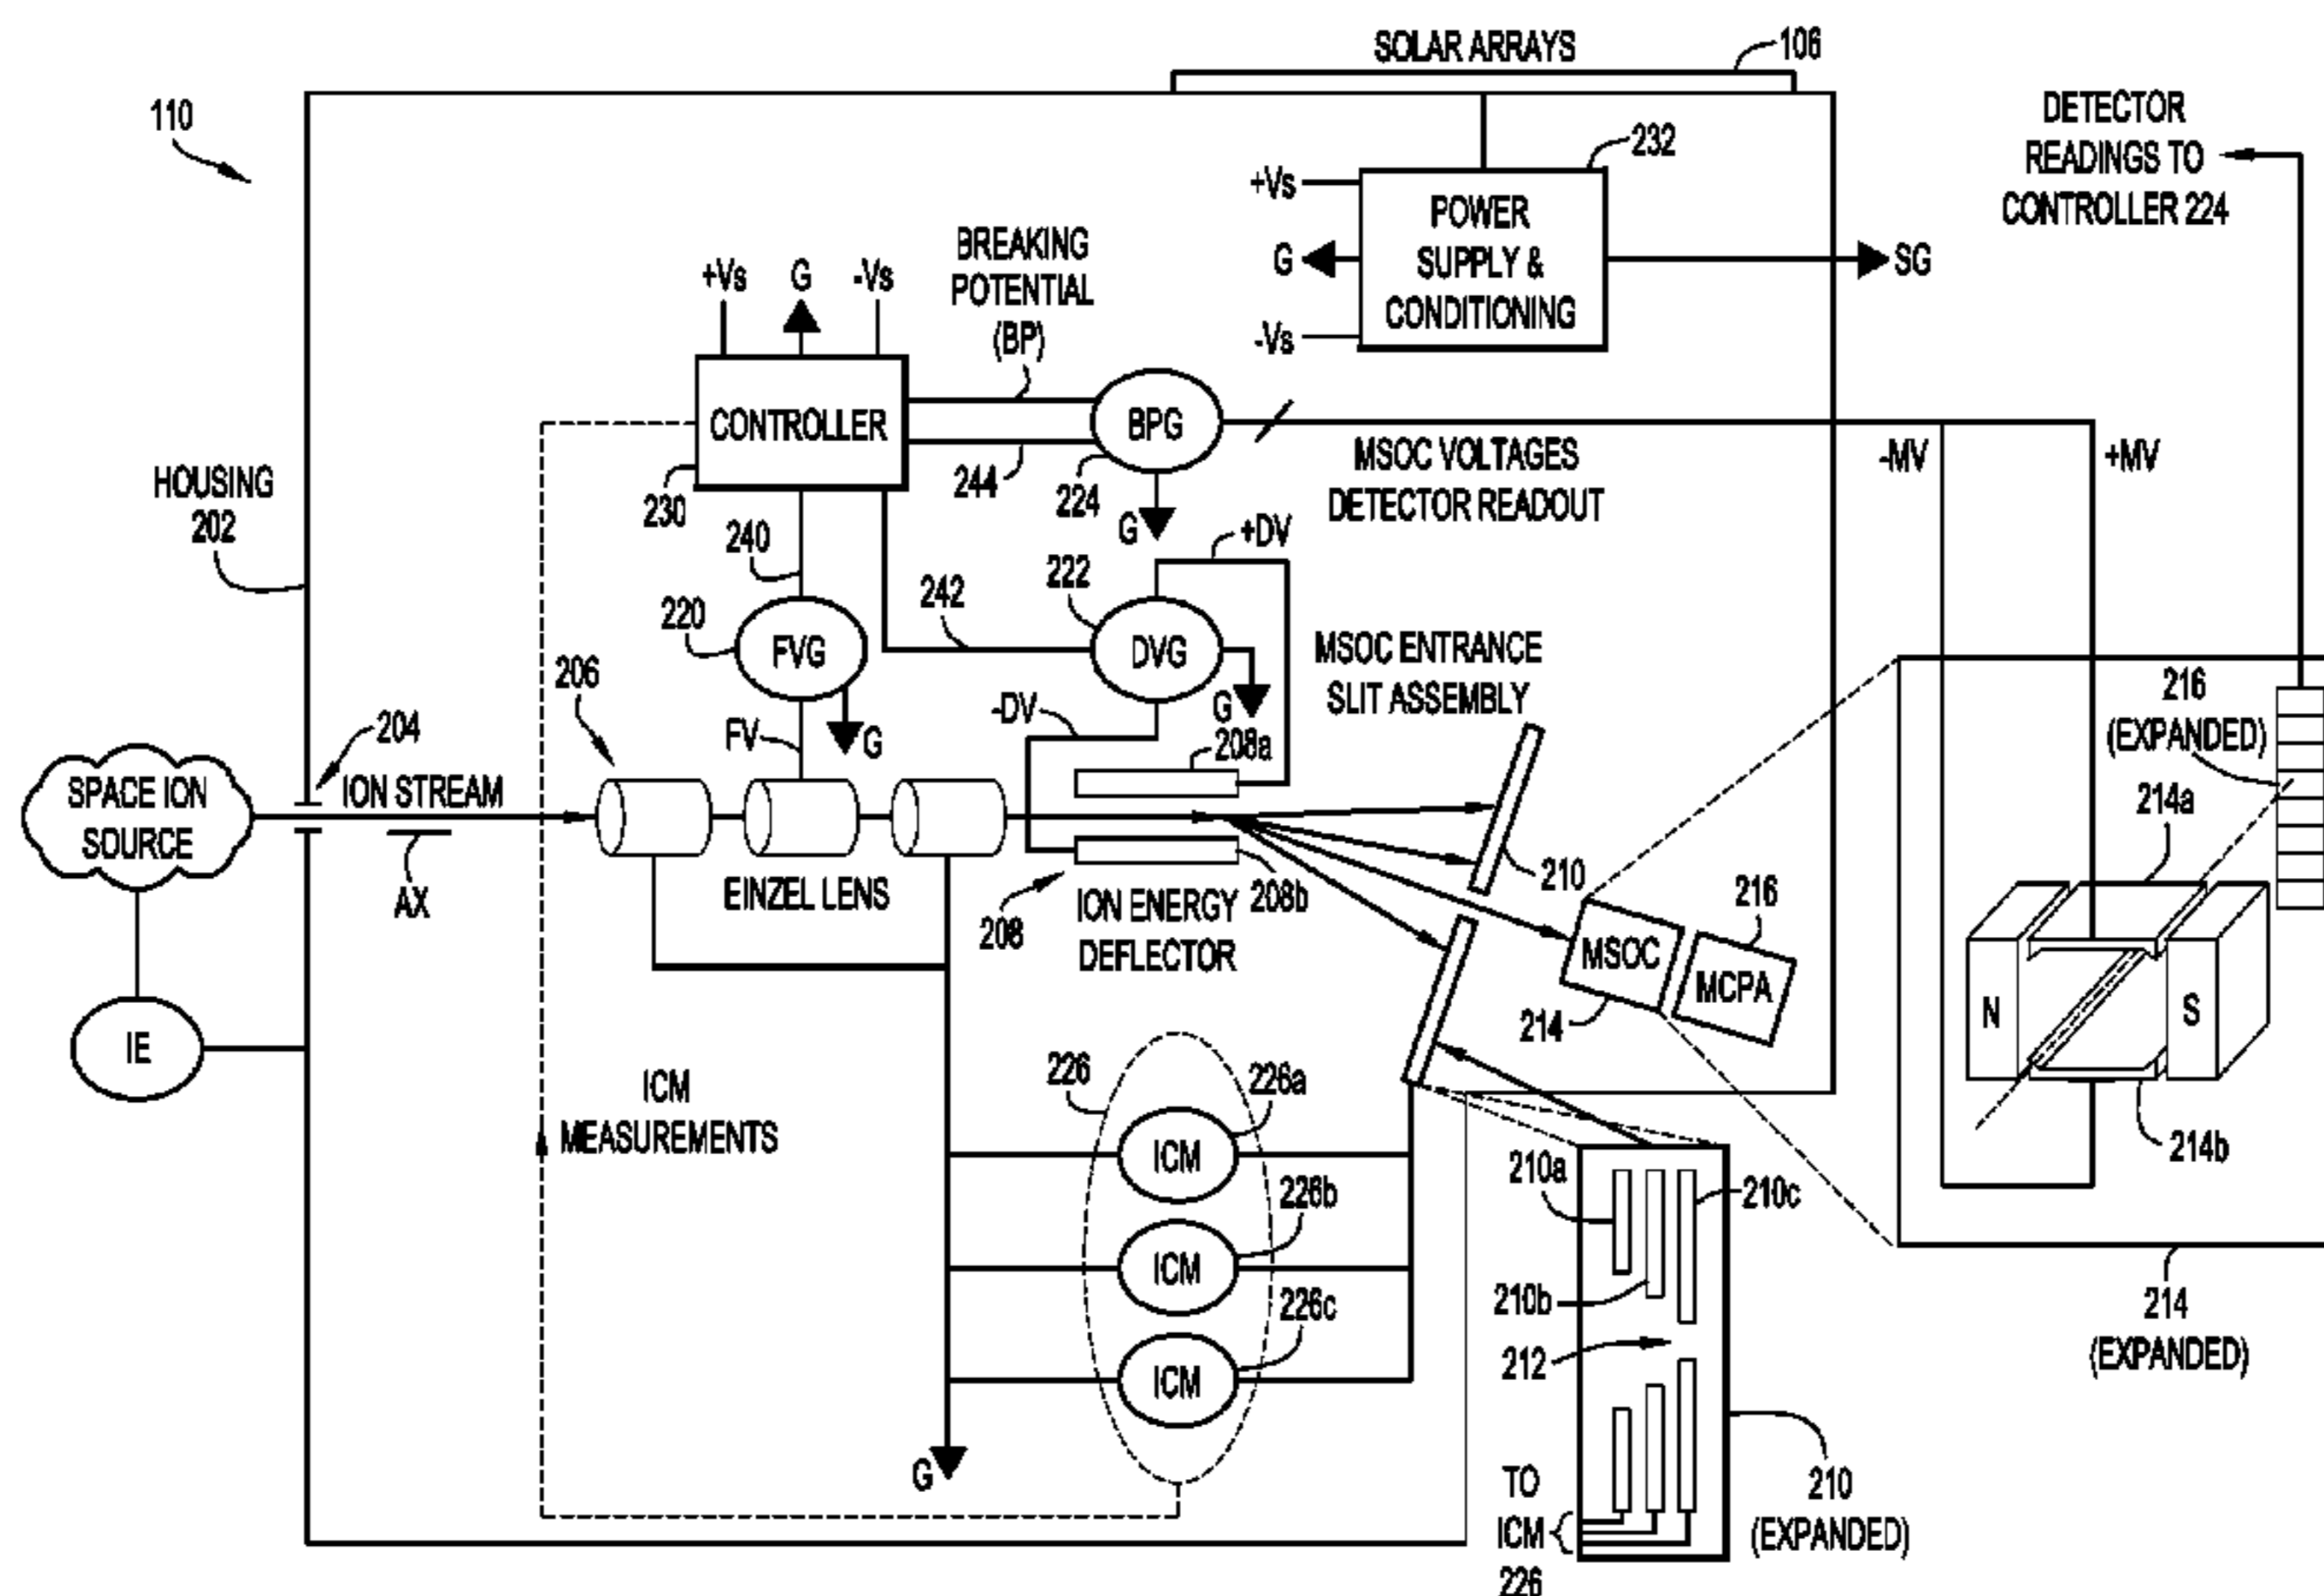 SOLAR ARRAYS
106
110
DETECTOR
READINGS TO
CONTROLLER 224
232
+Vs
G
-Vs
POWER
SUPPLY &
CONDITIONING
SG
BREAKING
POTENTIAL
(BP)
+Vs
G
-Vs
CONTROLLER
230
BPG
244
224
G
MSOC VOLTAGES
DETECTOR READOUT
-MV
+MV
HOUSING
202
240
242
222
+DV
220
FVG
DVG
G
G
-DV
FV
MSOC ENTRANCE
SLIT ASSEMBLY
216
(EXPANDED)
206
204
SPACE ION
SOURCE
ION STREAM
AX
EINZEL LENS
208a
208b
208
ION ENERGY
DEFLECTOR
210
216
MSOC
MCPA
214
214a
N
S
214b
IE
ICM
MEASUREMENTS
226
226a
ICM
226b
ICM
226c
ICM
G
210a
210c
210b
212
TO
ICM
226
210
(EXPANDED)
214
(EXPANDED)